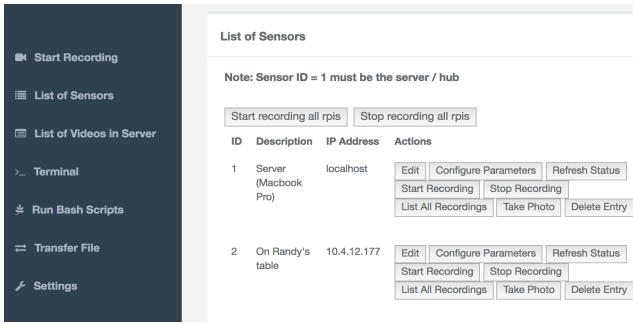 Start Recording
List of Sensors
List of Videos in Server
>_ Terminal
Run Bash Scripts
Transfer File
Settings
List of Sensors
Note: Sensor ID = 1 must be the server / hub
Start recording all rpis Stop recording all rpis
ID Description IP Address Actions
1 Server (Macbook Pro) localhost
Edit Configure Parameters Refresh Status
Start Recording Stop Recording
List All Recordings Take Photo Delete Entry
2 On Randy's table 10.4.12.177
Edit Configure Parameters Refresh Status
Start Recording Stop Recording
List All Recordings Take Photo Delete Entry